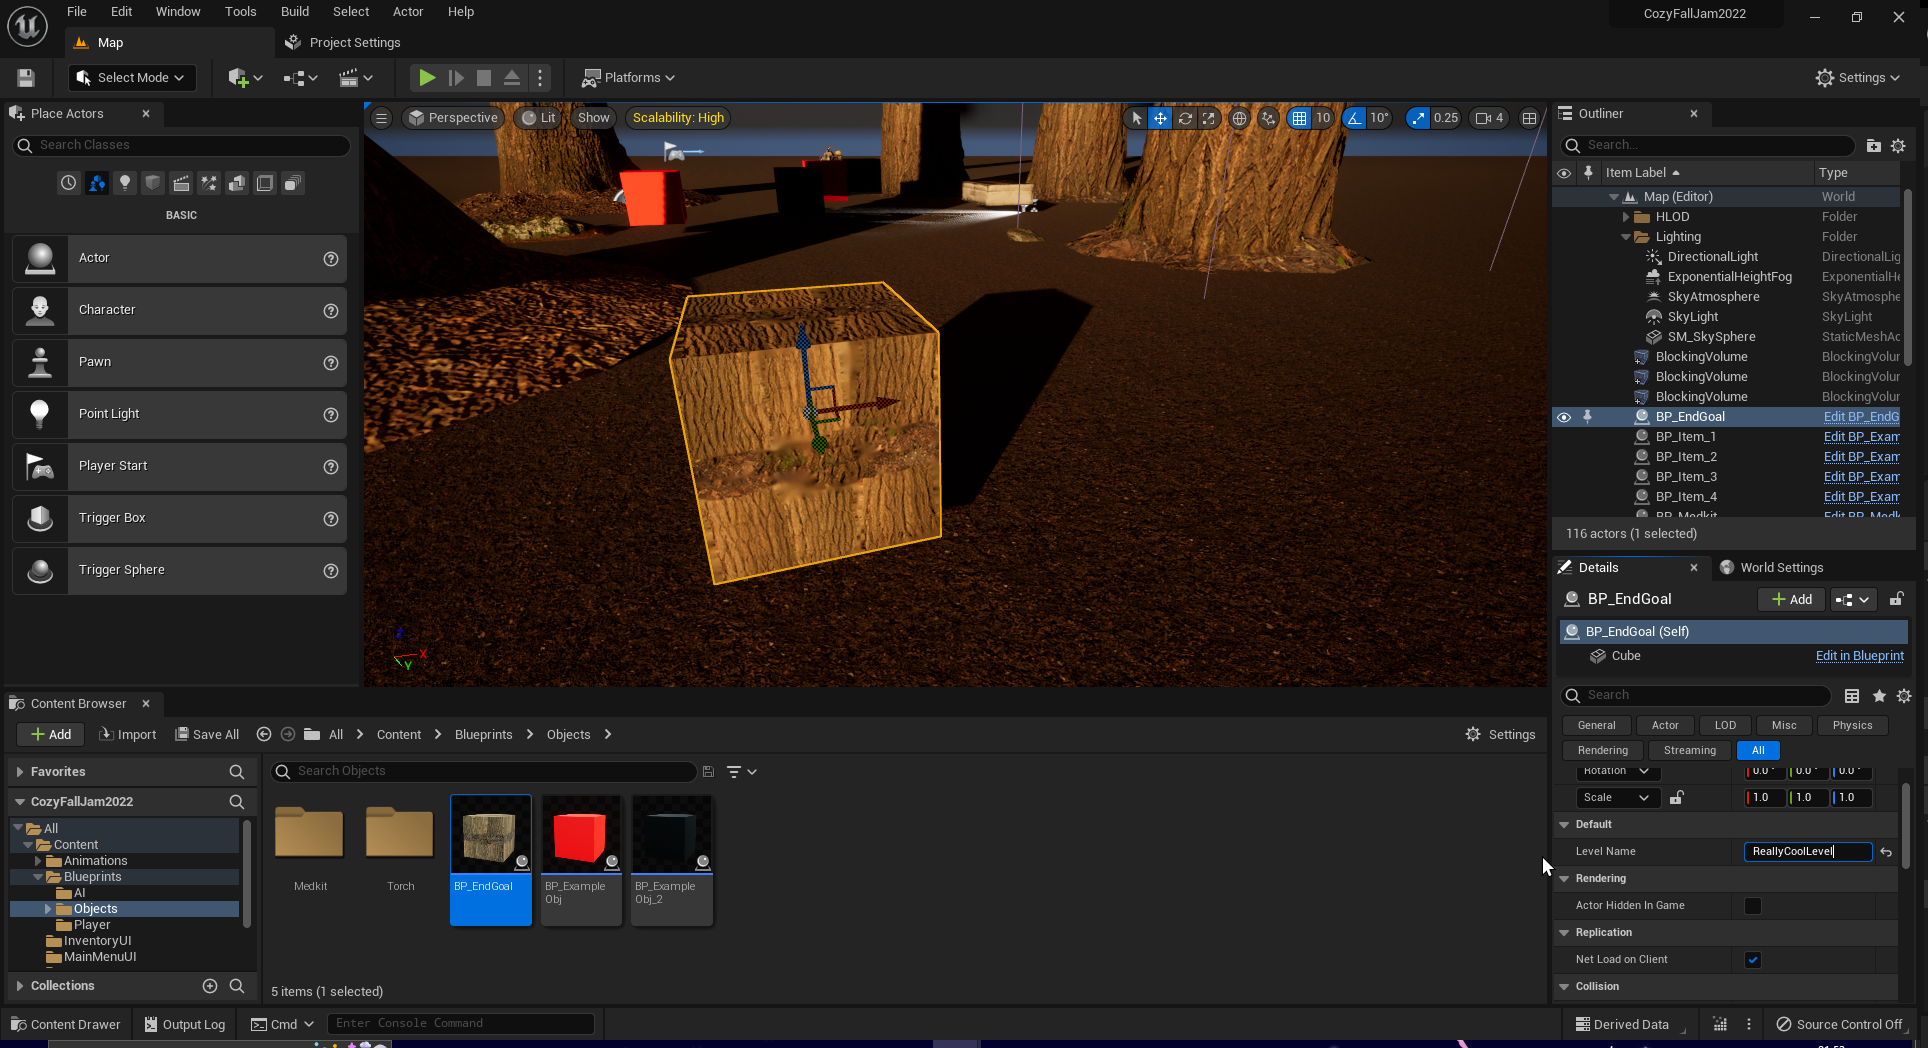 File Edit Window Tools Build Select Actor Help
CozyFallJam2022
Map
Project Settings
Select Mode
Platforms
Settings
Place Actors
Search Classes
BASIC
Actor
Character
Pawn
Point Light
Player Start
Trigger Box
Trigger Sphere
Perspective Lit Show Scalability: High
10 10° 0.25 4
X
Y
Outliner
Search...
Item Label Type
Map (Editor) World
HLOD Folder
Lighting Folder
DirectionalLight DirectionalLig
ExponentialHeightFog ExponentialHe
SkyAtmosphere SkyAtmosphe
SkyLight SkyLight
SM_SkySphere StaticMeshAc
BlockingVolume BlockingVolur
BlockingVolume BlockingVolur
BlockingVolume BlockingVolur
BP_EndGoal Edit BP_EndG
BP_Item_1 Edit BP_Exam
BP_Item_2 Edit BP_Exam
BP_Item_3 Edit BP_Exam
BP_Item_4 Edit BP_Exam
BP_Medkit Edit BP_Medk
116 actors (1 selected)
Details
World Settings
BP_EndGoal
Add
BP_EndGoal (Self)
Cube Edit in Blueprint
Search
General Actor LOD Misc Physics
Rendering Streaming All
Rotation 0.0 ° 0.0 ° 0.0 °
Scale 1.0 1.0 1.0
Default
Level Name ReallyCoolLevel
Rendering
Actor Hidden In Game
Replication
Net Load on Client
Collision
Content Browser
Add Import Save All All Content Blueprints Objects Settings
Favorites
CozyFallJam2022
All
Content
Animations
Blueprints
AI
Objects
Player
InventoryUI
MainMenuUI
Collections
Search Objects
Medkit
Torch
BP_EndGoal
BP_Example
Obj
BP_Example
Obj_2
5 items (1 selected)
Content Drawer Output Log Cmd Enter Console Command
Derived Data
Source Control Off